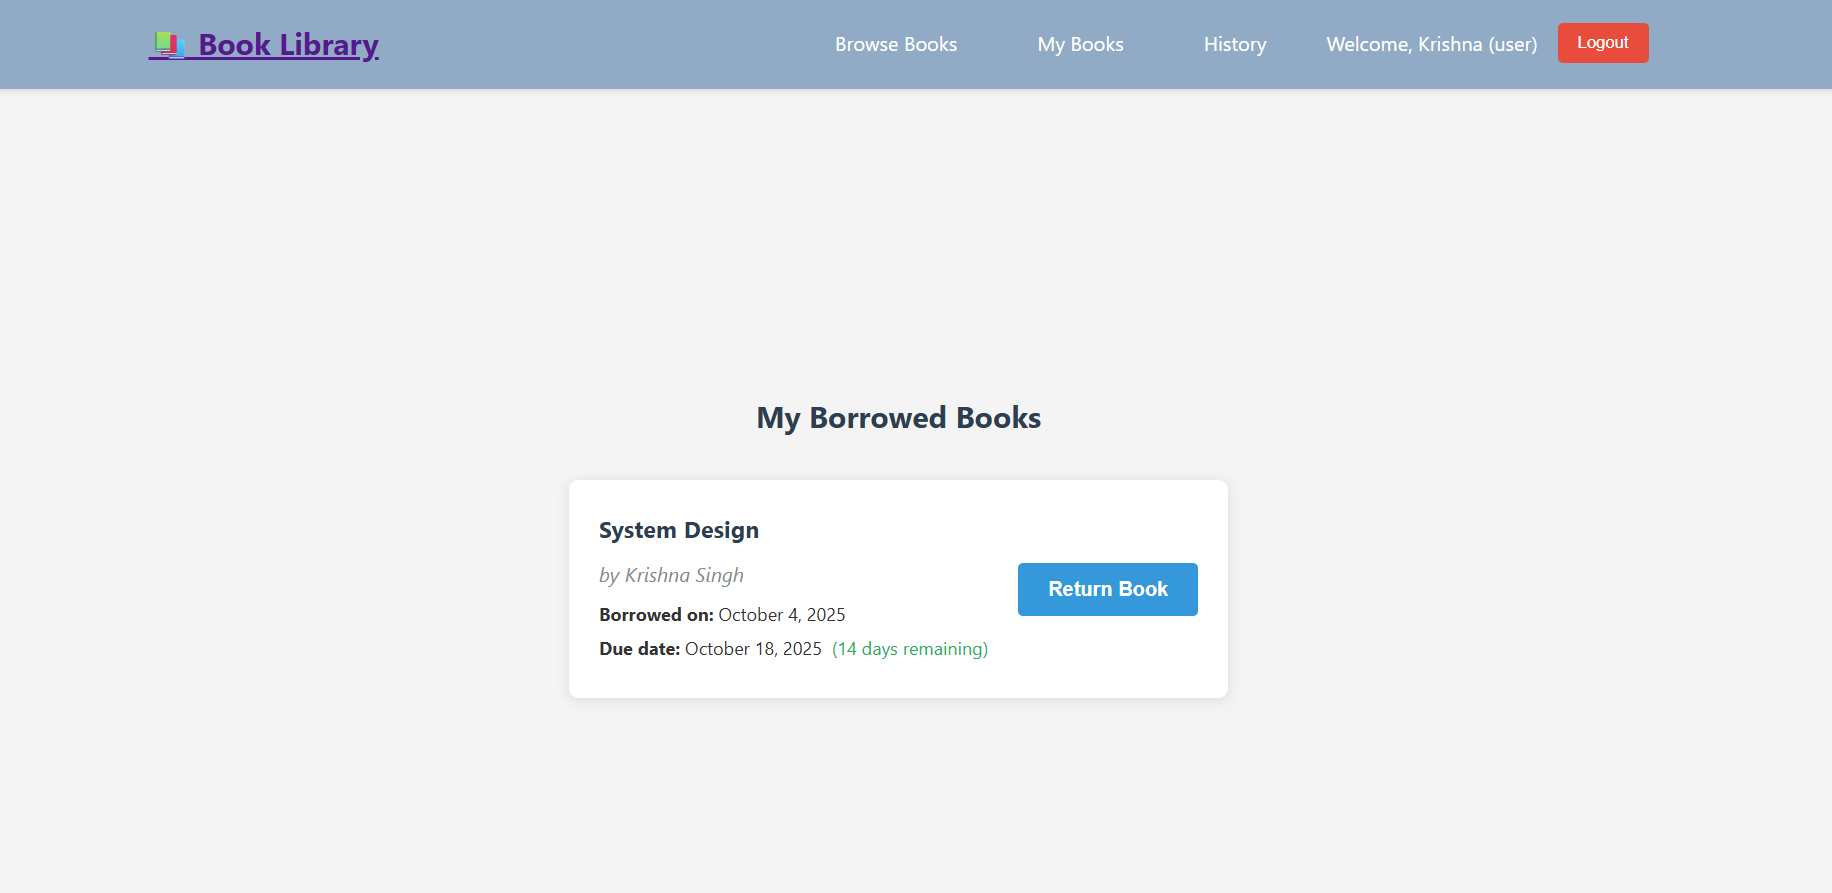 📚 Book Library
Browse Books
My Books
History
Welcome, Krishna (user)
Logout
My Borrowed Books
System Design
by Krishna Singh
Return Book
Borrowed on: October 4, 2025
Due date: October 18, 2025 (14 days remaining)